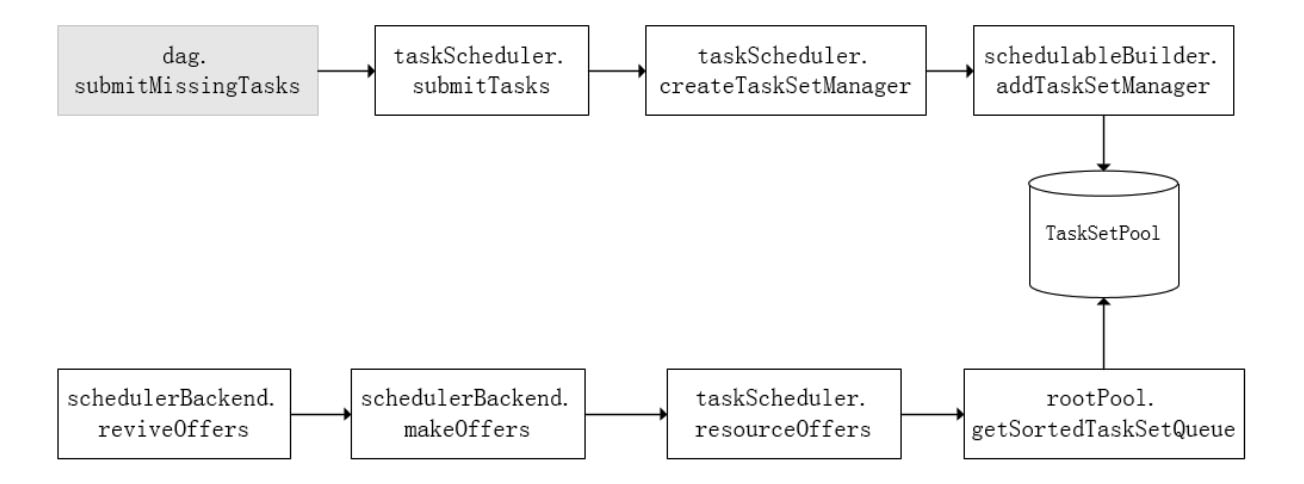 dag.
submitMissingTasks
taskScheduler.
submitTasks
taskScheduler.
createTaskSetManager
schedulableBuilder.
addTaskSetManager
TaskSetPool
schedulerBackend.
reviveOffers
schedulerBackend.
makeOffers
taskScheduler.
resourceOffers
rootPool.
getSortedTaskSetQueue